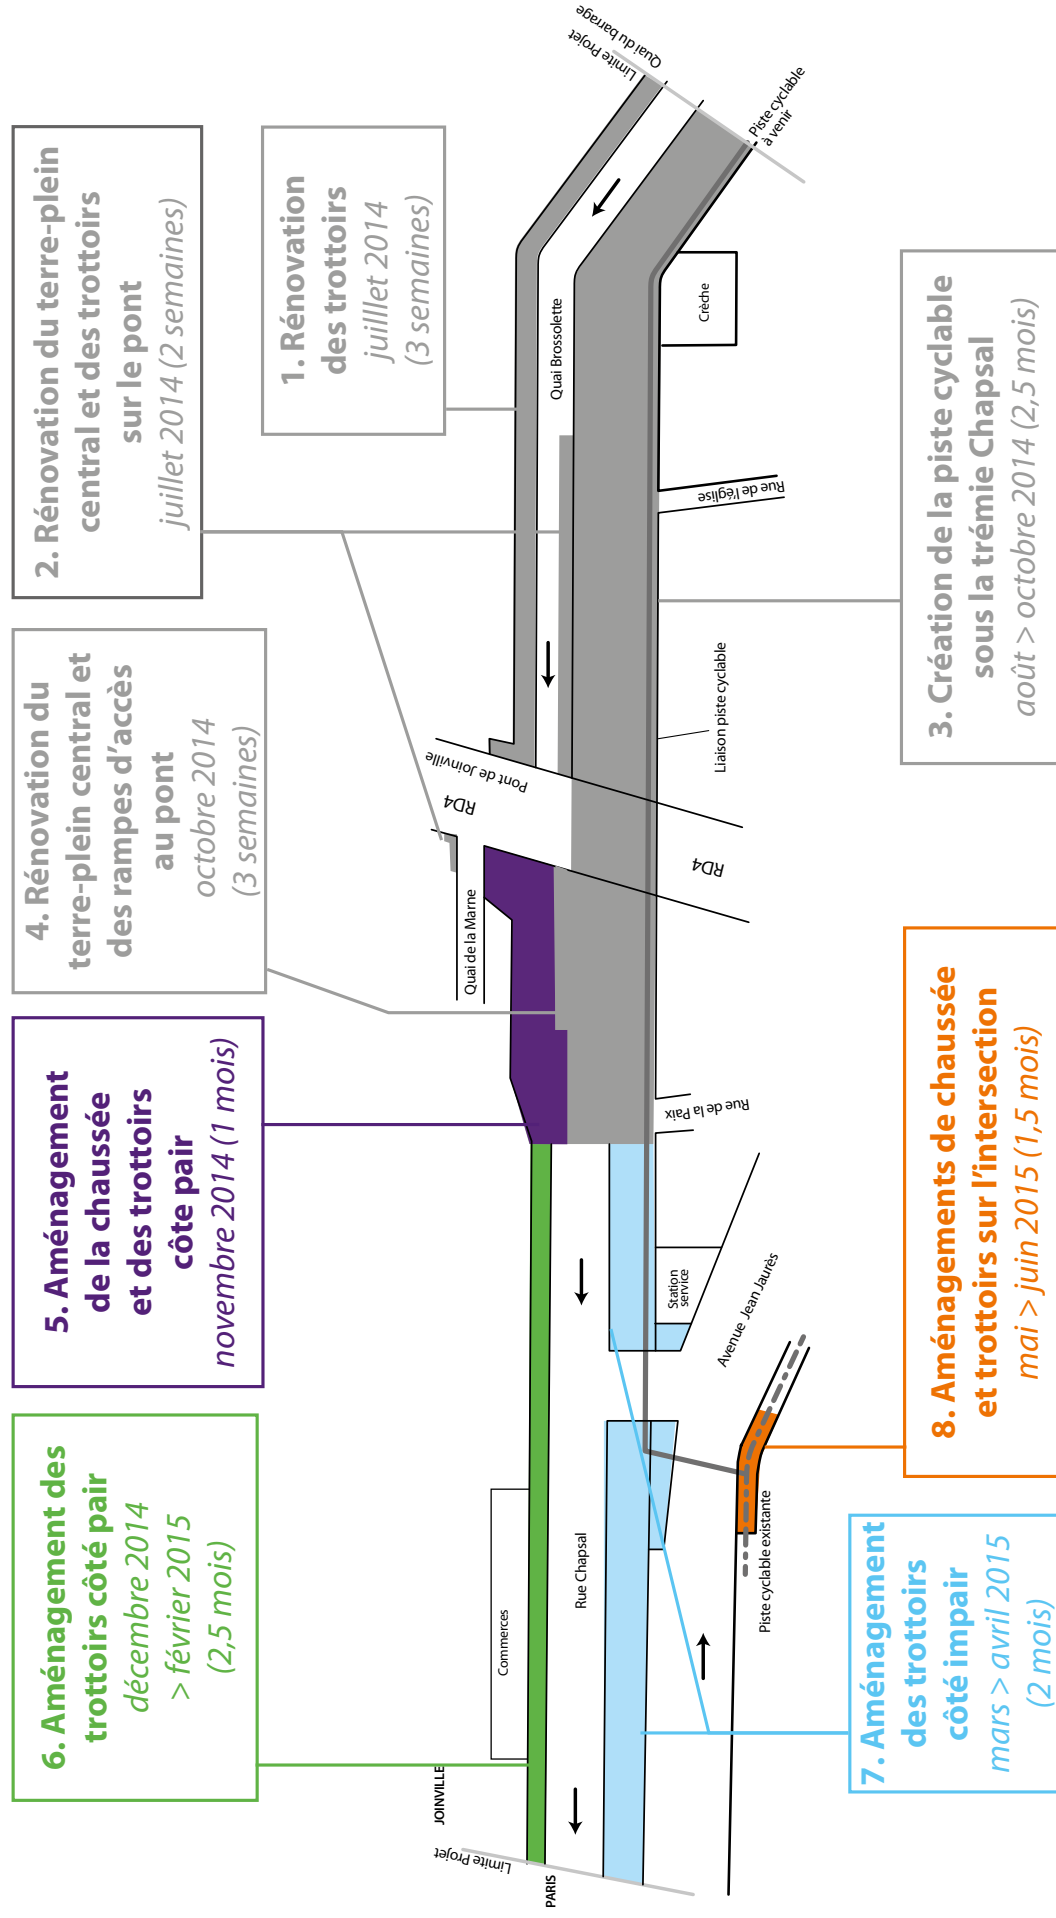 6. Aménagement des
trottoirs côté pair
décembre 2014
> février 2015
(2,5 mois)
5. Aménagement
de la chaussée
et des trottoirs
côte pair
novembre 2014 (1 mois)
4. Rénovation du
terre-plein central et
des rampes d'accès
au pont
octobre 2014
(3 semaines)
2. Rénovation du terre-plein
central et des trottoirs
sur le pont
juillet 2014 (2 semaines)
1. Rénovation
des trottoirs
juilllet 2014
(3 semaines)
JOINVILLE
Limite Projet
PARIS
Commerces
Rue Chapsal
Quai de la Marne
RD4
Pont de Joinville
Quai Brossolette
Limite Projet
Quai du barrage
Piste cyclable
à venir
Crèche
Rue de l'église
Liaison piste cyclable
RD4
Rue de la Paix
Station
service
Avenue Jean Jaurès
Piste cyclable existante
7. Aménagement
des trottoirs
côté impair
mars > avril 2015
(2 mois)
8. Aménagements de chaussée
et trottoirs sur l'intersection
mai > juin 2015 (1,5 mois)
3. Création de la piste cyclable
sous la trémie Chapsal
août > octobre 2014 (2,5 mois)